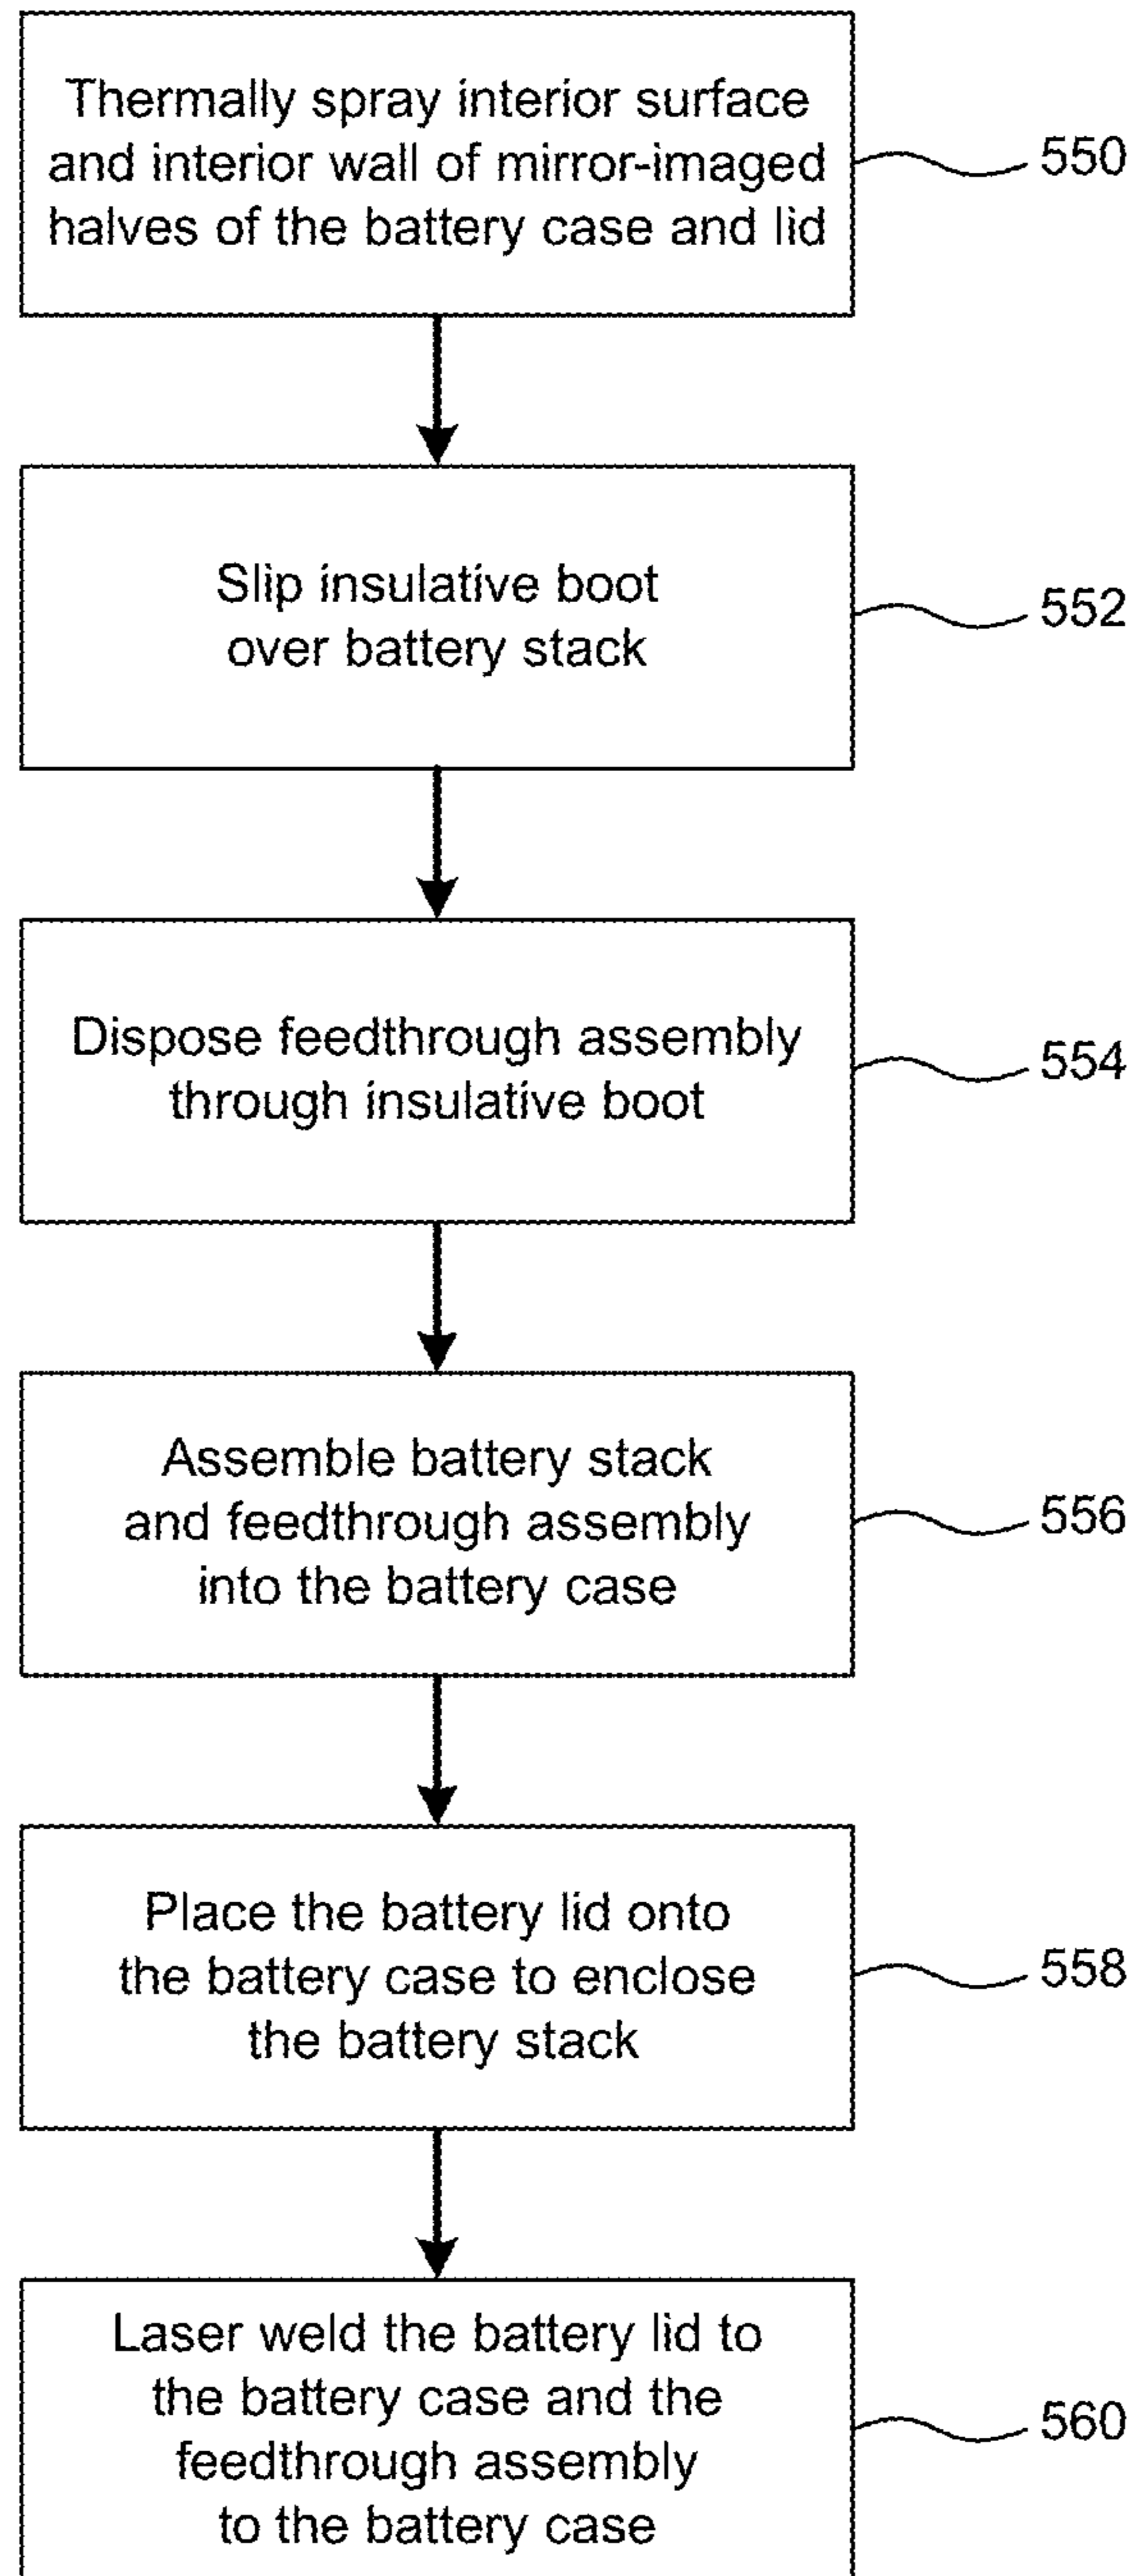 Thermally spray interior surface
and interior wall of mirror-imaged
halves of the battery case and lid
550
Slip insulative boot
over battery stack
552
Dispose feedthrough assembly
through insulative boot
554
Assemble battery stack
and feedthrough assembly
into the battery case
556
Place the battery lid onto
the battery case to enclose
the battery stack
558
Laser weld the battery lid to
the battery case and the
feedthrough assembly
to the battery case
560